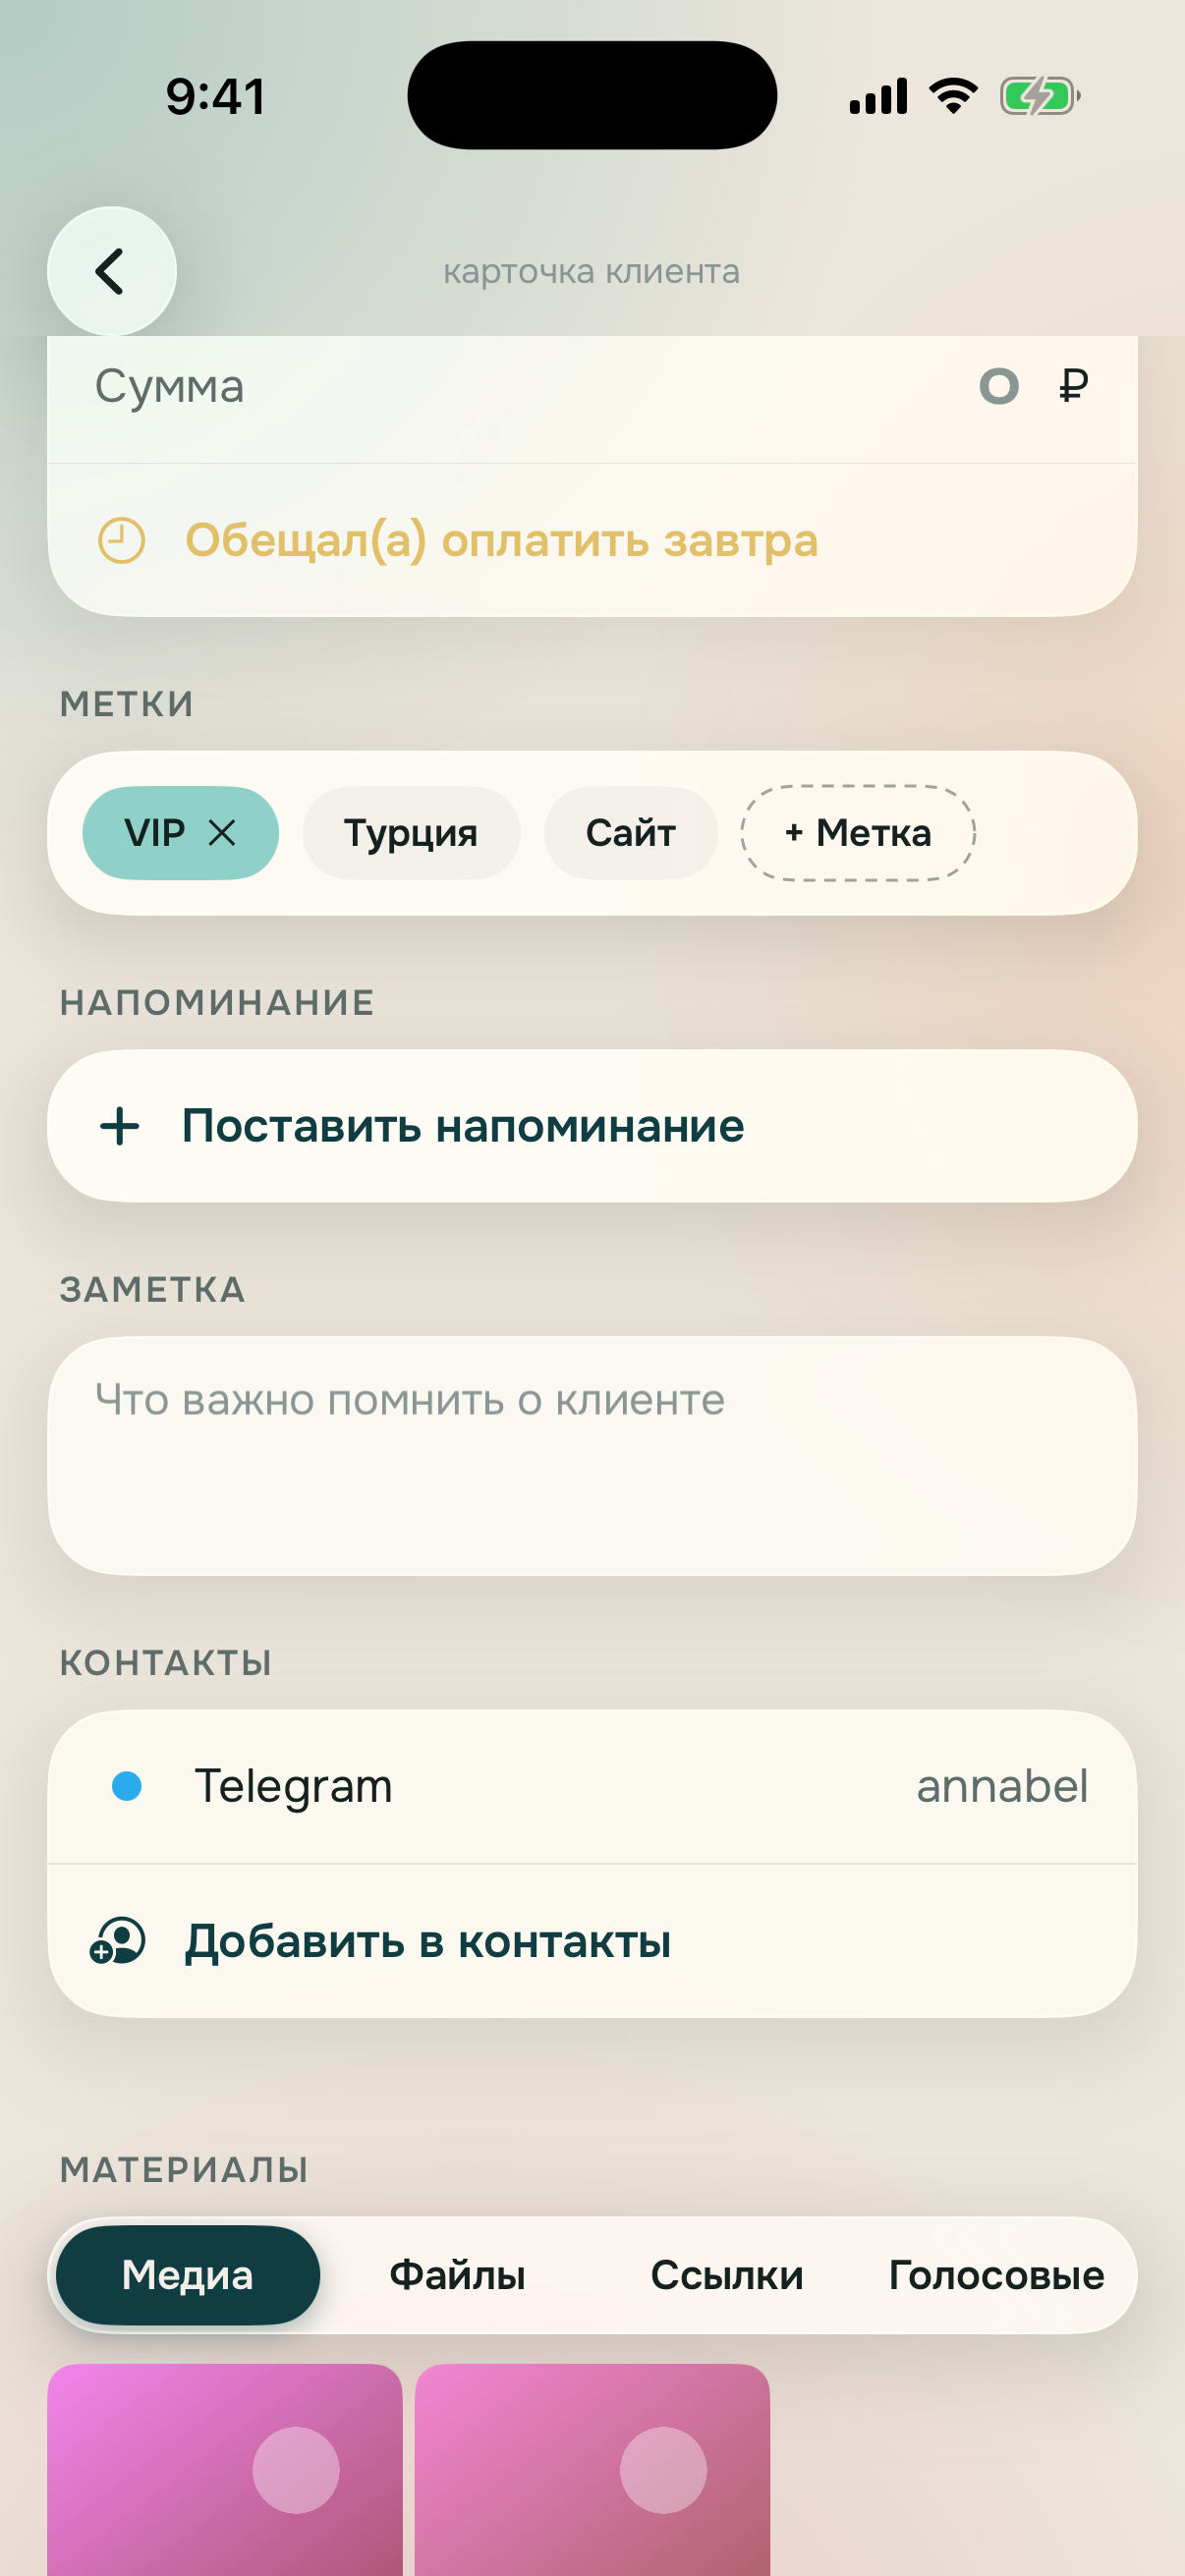 9:41
карточка клиента
Сумма 0 ₽
Обещал(а) оплатить завтра
МЕТКИ
VIP Турция Сайт + Метка
НАПОМИНАНИЕ
Поставить напоминание
ЗАМЕТКА
Что важно помнить о клиенте
КОНТАКТЫ
Telegram annabel
Добавить в контакты
МАТЕРИАЛЫ
Медиа Файлы Ссылки Голосовые